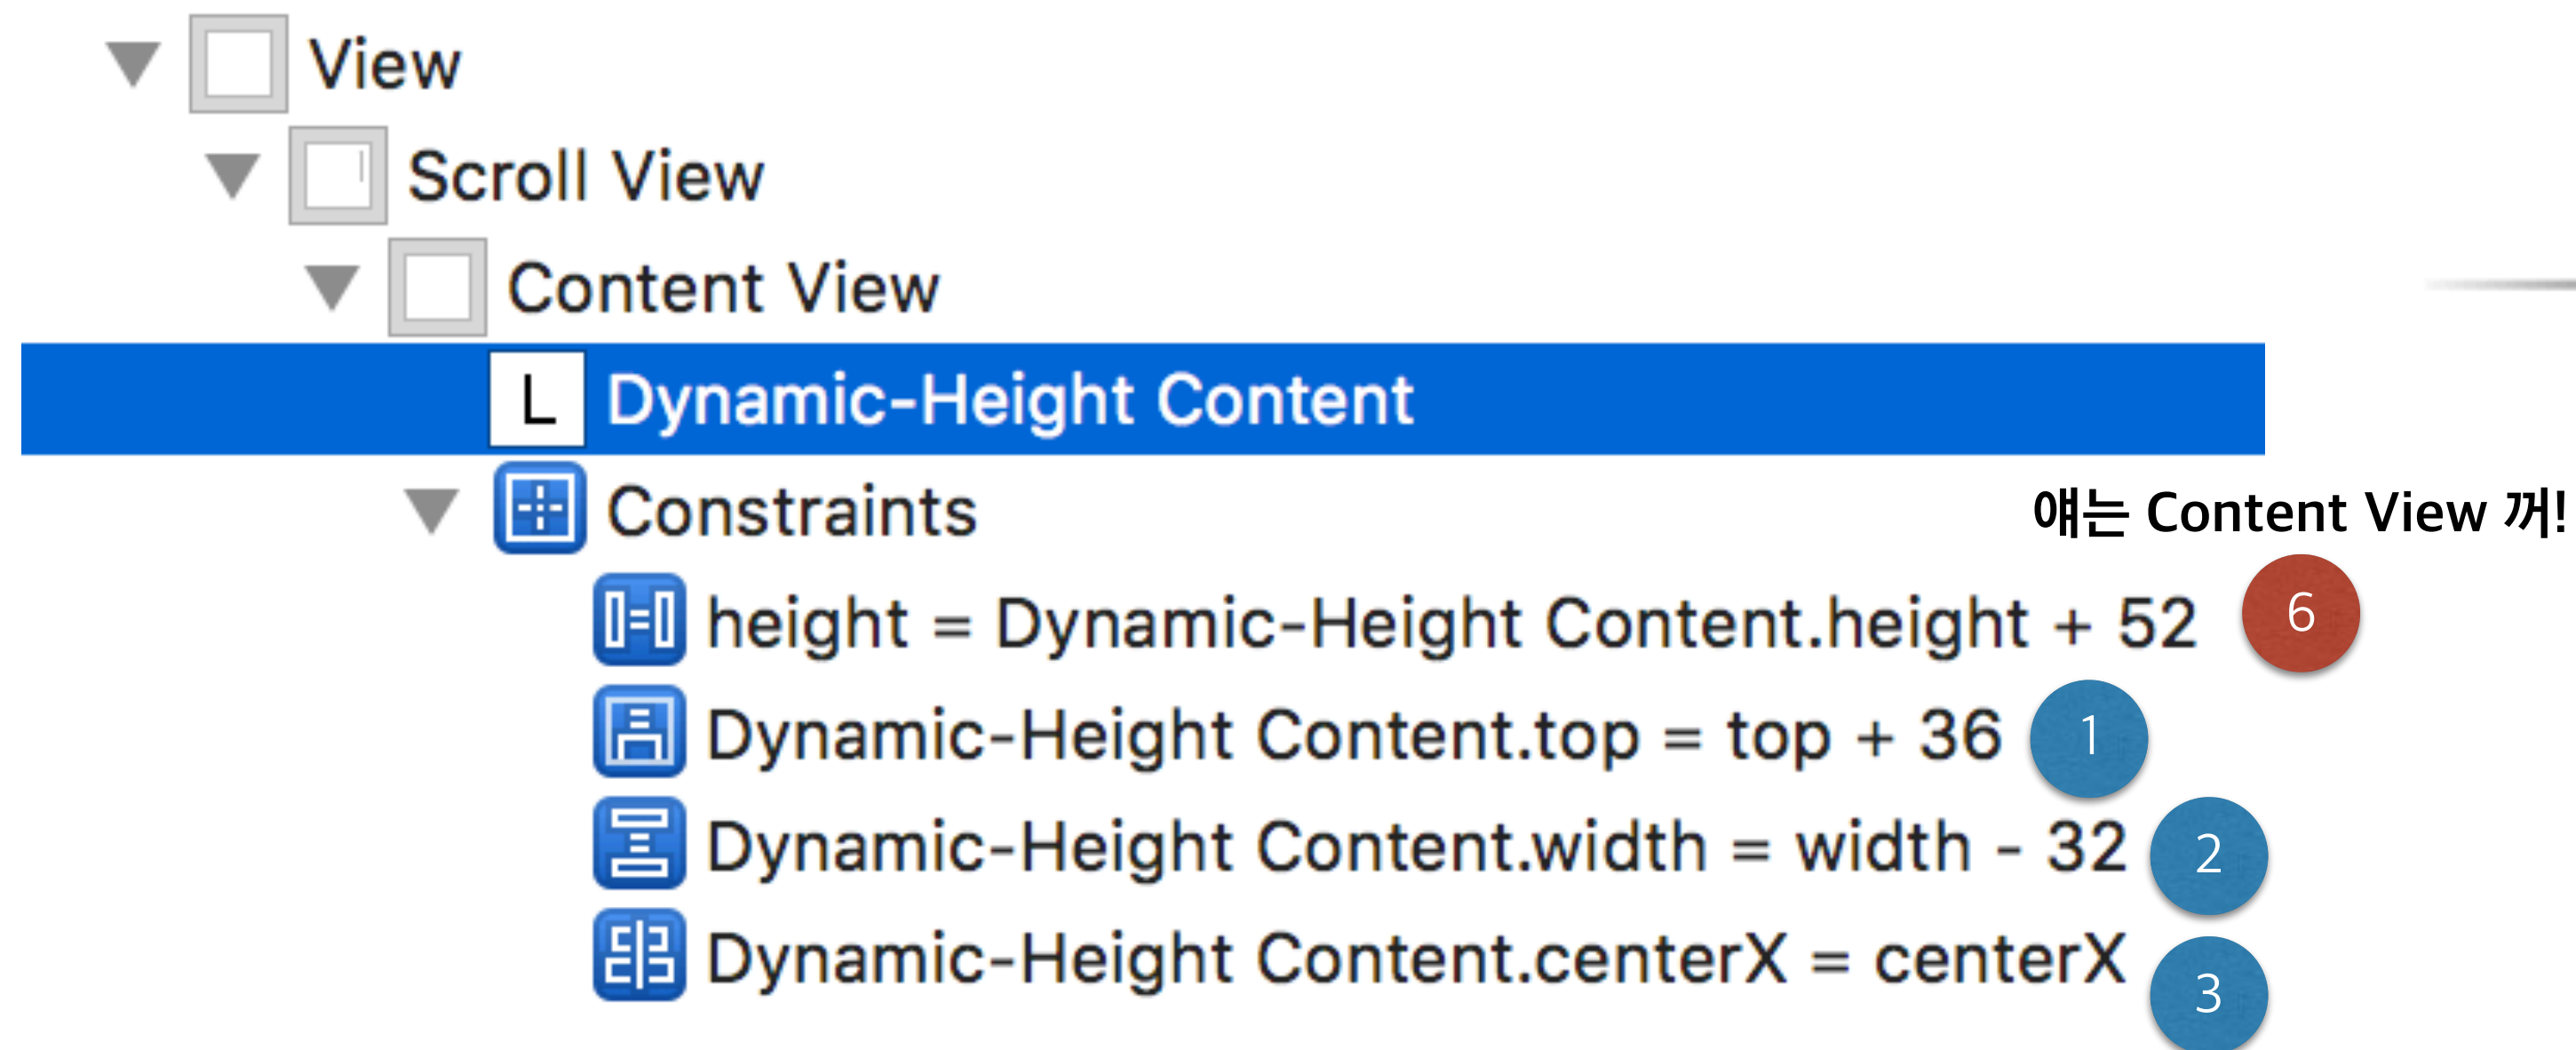 View
Scroll View
Content View
L Dynamic-Height Content
Constraints
얘는 Content View 꺼!
height = Dynamic-Height Content.height + 52 6
Dynamic-Height Content.top = top + 36 1
Dynamic-Height Content.width = width - 32 2
Dynamic-Height Content.centerX = centerX 3